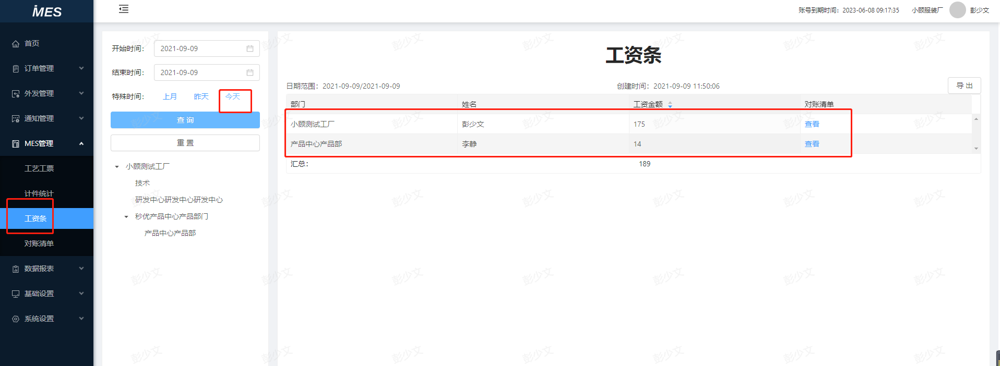 iMES
账号到期时间：2023-06-08 09:17:35
小顾服装厂
彭少文
首页
订单管理
外发管理
通知管理
MES管理
工艺工票
计件统计
工资条
对账清单
数据报表
基础设置
系统设置
开始时间： 2021-09-09
结束时间： 2021-09-09
特殊时间： 上月 昨天 今天
查 询
重 置
小顾测试工厂
技术
研发中心研发中心研发中心
秒优产品中心产品部门
产品中心产品部
工资条
日期范围：2021-09-09/2021-09-09
创建时间：2021-09-09 11:50:06
导 出
部门 姓名 工资金额 对账清单
小顾测试工厂 彭少文 175 查看
产品中心产品部 李静 14 查看
汇总： 189